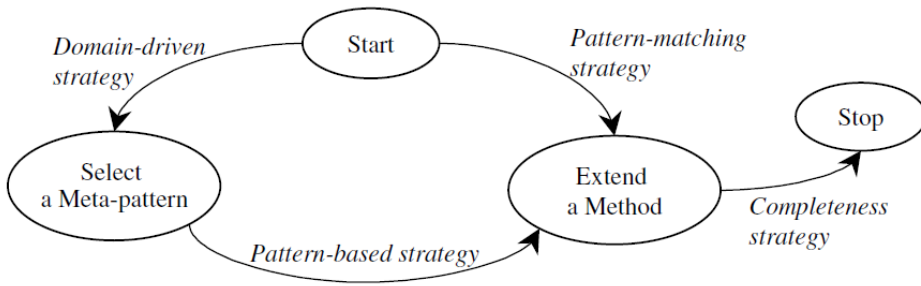 Start
Domain-driven
strategy
Pattern-matching
strategy
Stop
Select
a Meta-pattern
Extend
a Method
Completeness
strategy
Pattern-based strategy